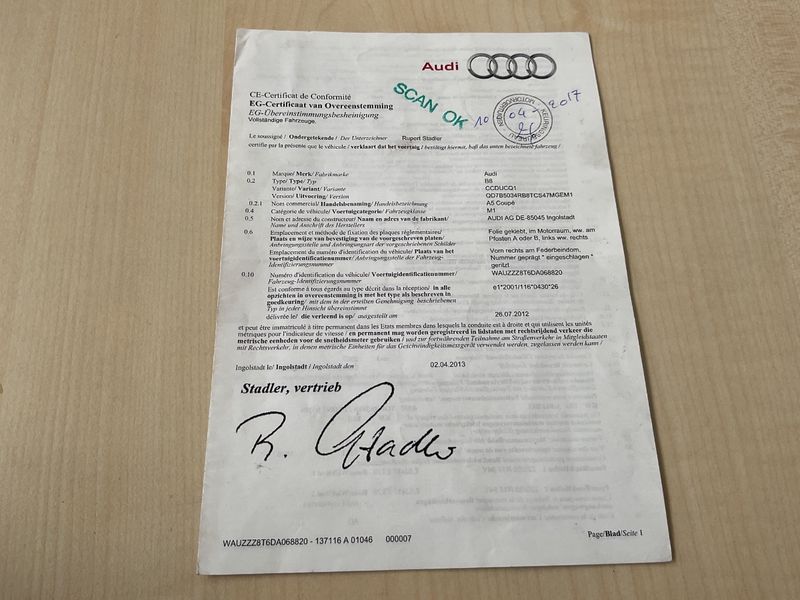 Audi
SCAN OK
10 04 - 2017
CE-Certificat de Conformité
EG-Certificaat van Overeenstemming
EG-Übereinstimmungsbesheinigung
Vollständige Fahrzeuge.
Le soussigné / Ondergetekende / Der Unterzeichner Rupert Stadler
certifie par la présente que le véhicule / verklaart dat het voertuig / bestätigt hiermit, baß das unten bezeichnete fahrzeug /
0.1 Marque/ Merk/ Fabrikmarke Audi
0.2 Type/ Type/ Typ B8
Variante/ Variant/ Variante CCDUCQ1
Version/ Uitvoering/ Version QD7B5034RB8TCS47MGEM1
0.2.1 Nom commercial/ Handelsbenaming/ Handelsbezeichnung A5 Coupé
0.4 Catégorie de véhicule/ Voertuigcategorie/ Fahrzeugklasse M1
0.5 Nom et adresse du constructeur/ Naam en adres van de fabrikant/ AUDI AG DE-85045 Ingolstadt
Name und Anschrift des Herstellers
0.6 Emplacement et méthode de fixation des plaques réglementaires/ Folie geklebt, im Motorraum, ww. am
Plaats en wijze van bevestiging van de voorgeschreven platen/ Pfosten A oder B, links ww. rechts
Anbringungsstelle und Anbringungsart der vorgeschriebenen Schilder
Emplacement du numéro d'identification du véhicule/ Plaats van het Vorn rechts am Federbeindom,
voertuigidentificatienummer/ Anbringungsstelle der Fahrzeug- Nummer geprägt " eingeschlagen "
Identifizierungsnummer geritzt
0.10 Numéro d'identification du véhicule/ Voertuigidentificatienummer/ WAUZZZ8T6DA068820
Fahrzeug-Identifizierungsnummer
Est conforme à tous égards au type décrit dans la réception/ in alle e1*2001/116*0430*26
opzichten in overeenstemming is met het type als beschreven in
goedkeuring/ mit dem in der erteilten Genehmigung beschriebenen
Typ in jeder Hinsicht übereinstimmt
délivrée le/ die verleend is op/ ausgestellt am 26.07.2012
et peut être immatriculé à titre permanent dans les Etats membres dans lesquels la conduite est à droite et qui utilisent les unités
métriques pour l'indicateur de vitesse / en permanent mag worden geregistreerd in lidstaten met rechtsrijdend verkeer die
metrische eenheden voor de snelheidsmeter gebruiken / und zur fortwährenden Teilnahme am Straßenverkehr in Mitgliedstaaten
mit Rechtsverkehr, in denen metrische Einheiten für das Geschwindigkeitsmessgerät verwendet werden, zugelassen werden kann /
Ingolstadt le/ Ingolstadt/ Ingolstadt den 02.04.2013
Stadler, vertrieb
R. Stadler
WAUZZZ8T6DA068820 - 137116 A 01046 000007
Page/Blad/Seite 1